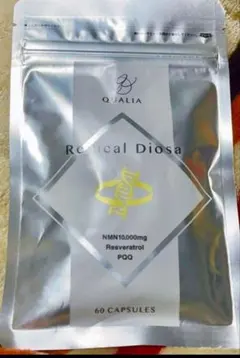 QUALIA
Diosa
NMN10,000mg
Resveratrol
PQQ
60 CAPSULES